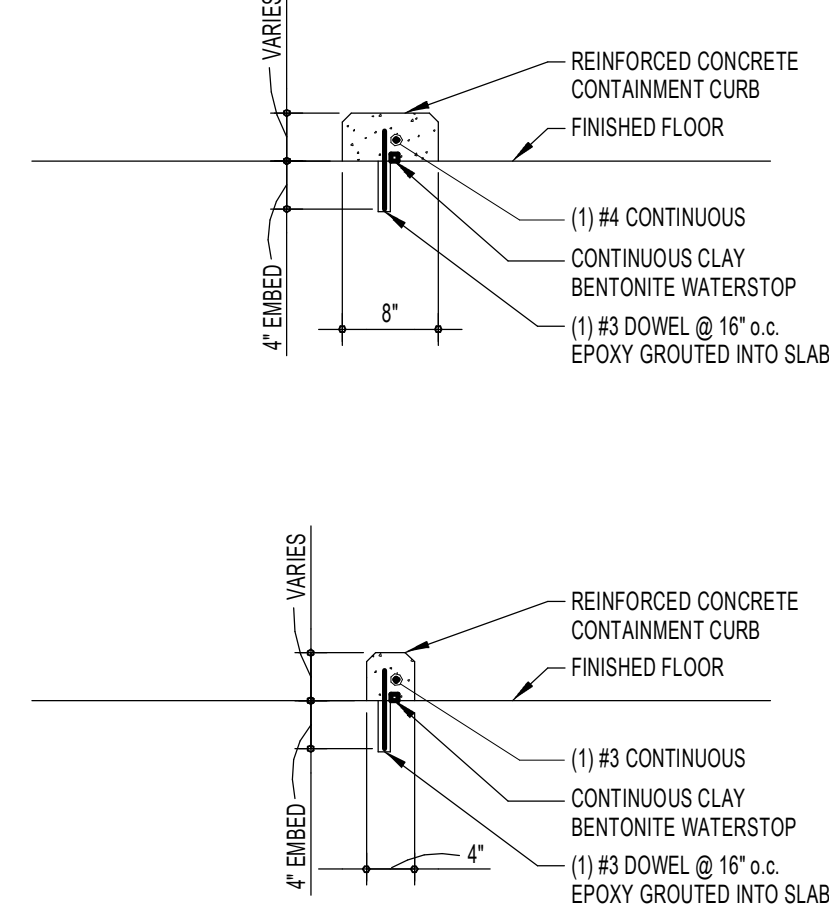 VARIES
REINFORCED CONCRETE
CONTAINMENT CURB
FINISHED FLOOR
(1) #4 CONTINUOUS
CONTINUOUS CLAY
BENTONITE WATERSTOP
(1) #3 DOWEL @ 16" o.c.
EPOXY GROUTED INTO SLAB
4" EMBED
8"
VARIES
REINFORCED CONCRETE
CONTAINMENT CURB
FINISHED FLOOR
(1) #3 CONTINUOUS
CONTINUOUS CLAY
BENTONITE WATERSTOP
(1) #3 DOWEL @ 16" o.c.
EPOXY GROUTED INTO SLAB
4" EMBED
4"